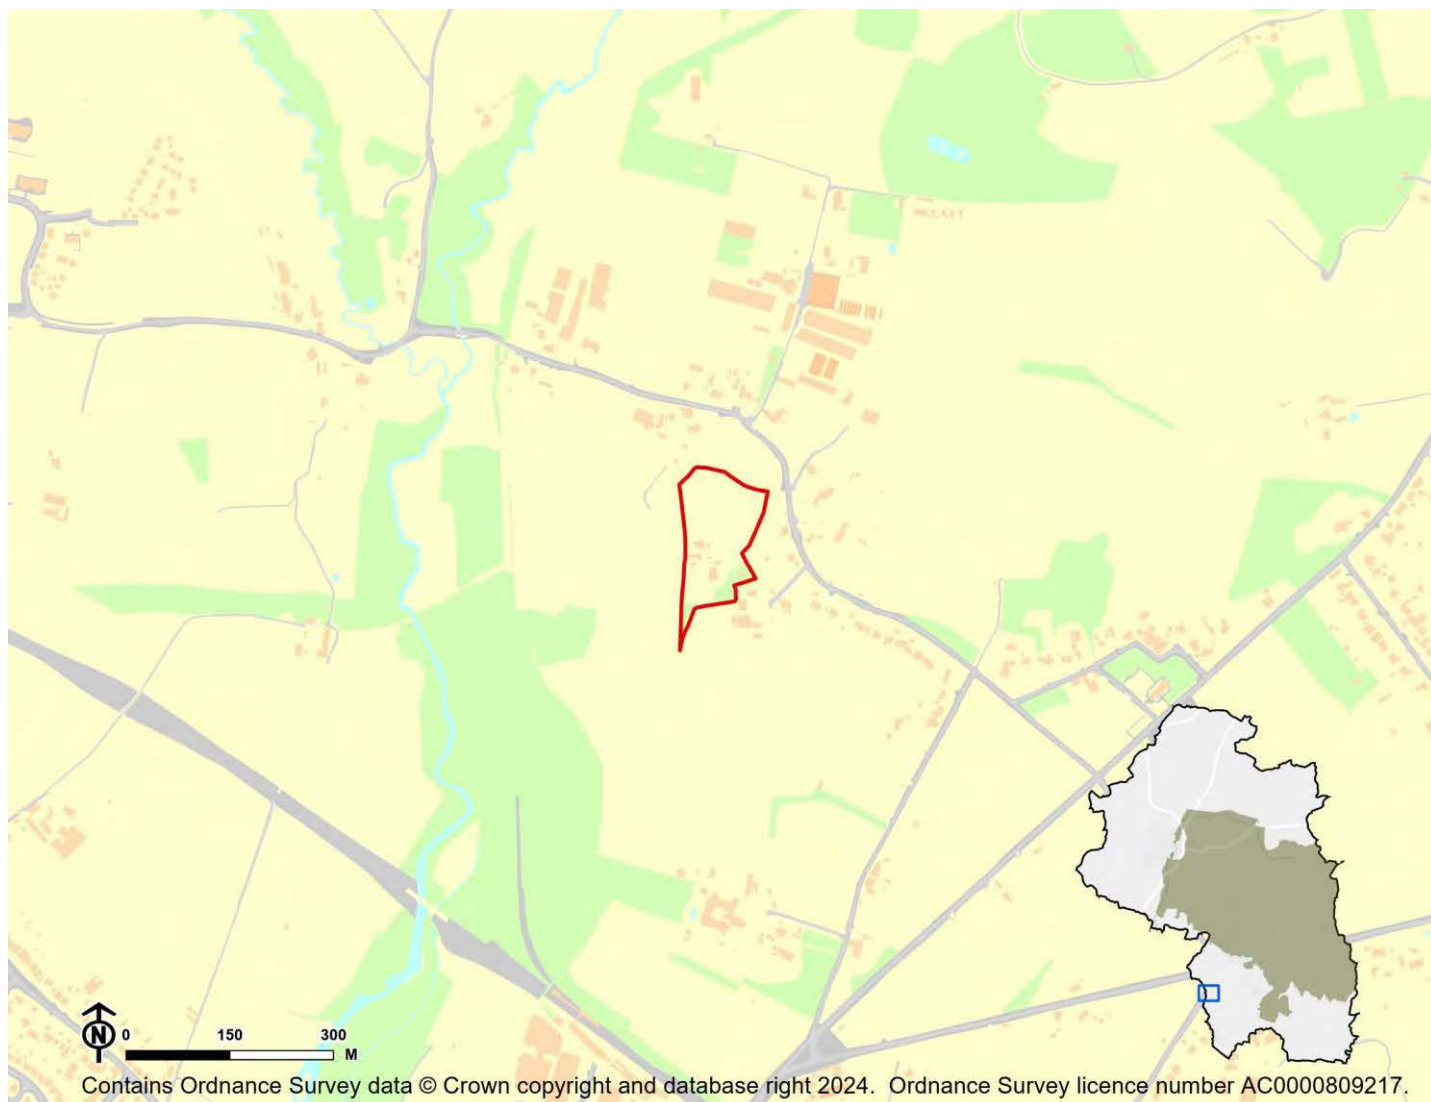 N
0 150 300
M
Contains Ordnance Survey data © Crown copyright and database right 2024. Ordnance Survey licence number AC0000809217.